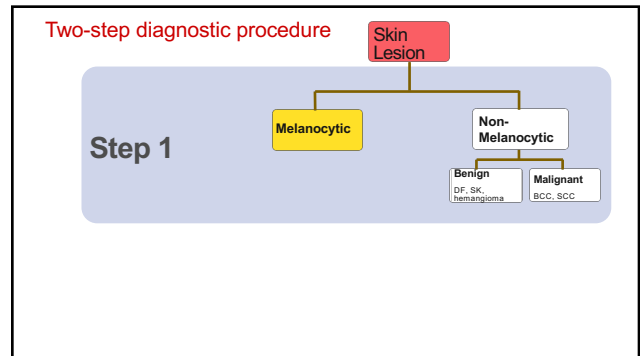 Two-step diagnostic procedure
Skin
Lesion
Step 1
Melanocytic
Non-
Melanocytic
Benign
DF, SK,
hemangioma
Malignant
BCC, SCC